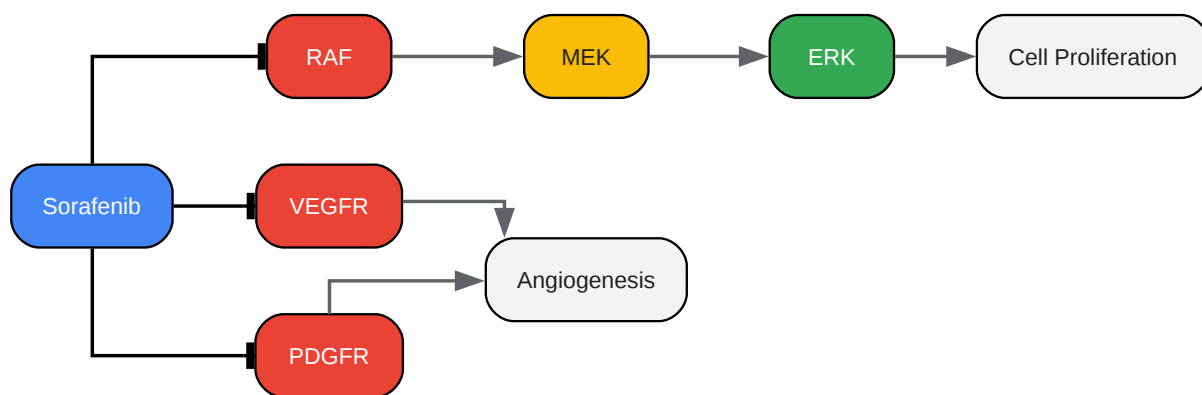 RAF
MEK
ERK
Cell Proliferation
Sorafenib
VEGFR
Angiogenesis
PDGFR